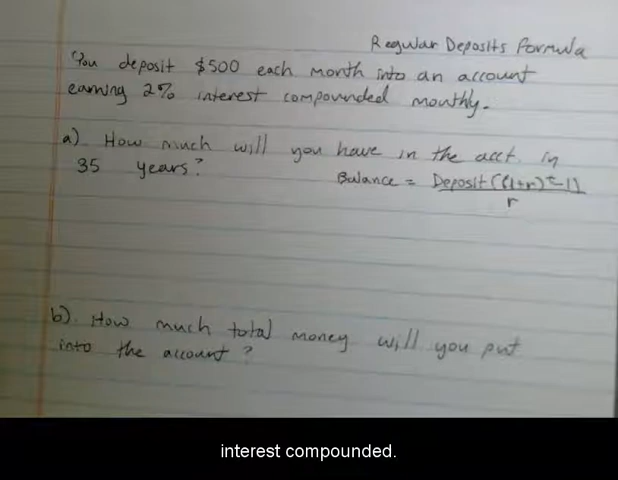 Regular Deposits Formula
You deposit $500 each month into an account
earning 2% interest compounded monthly.
a) How much will you have in the acct. in
35 years?
Balance = Deposit((1+r)^t-1)
r
b). How much total money will you put
into the account?
interest compounded.